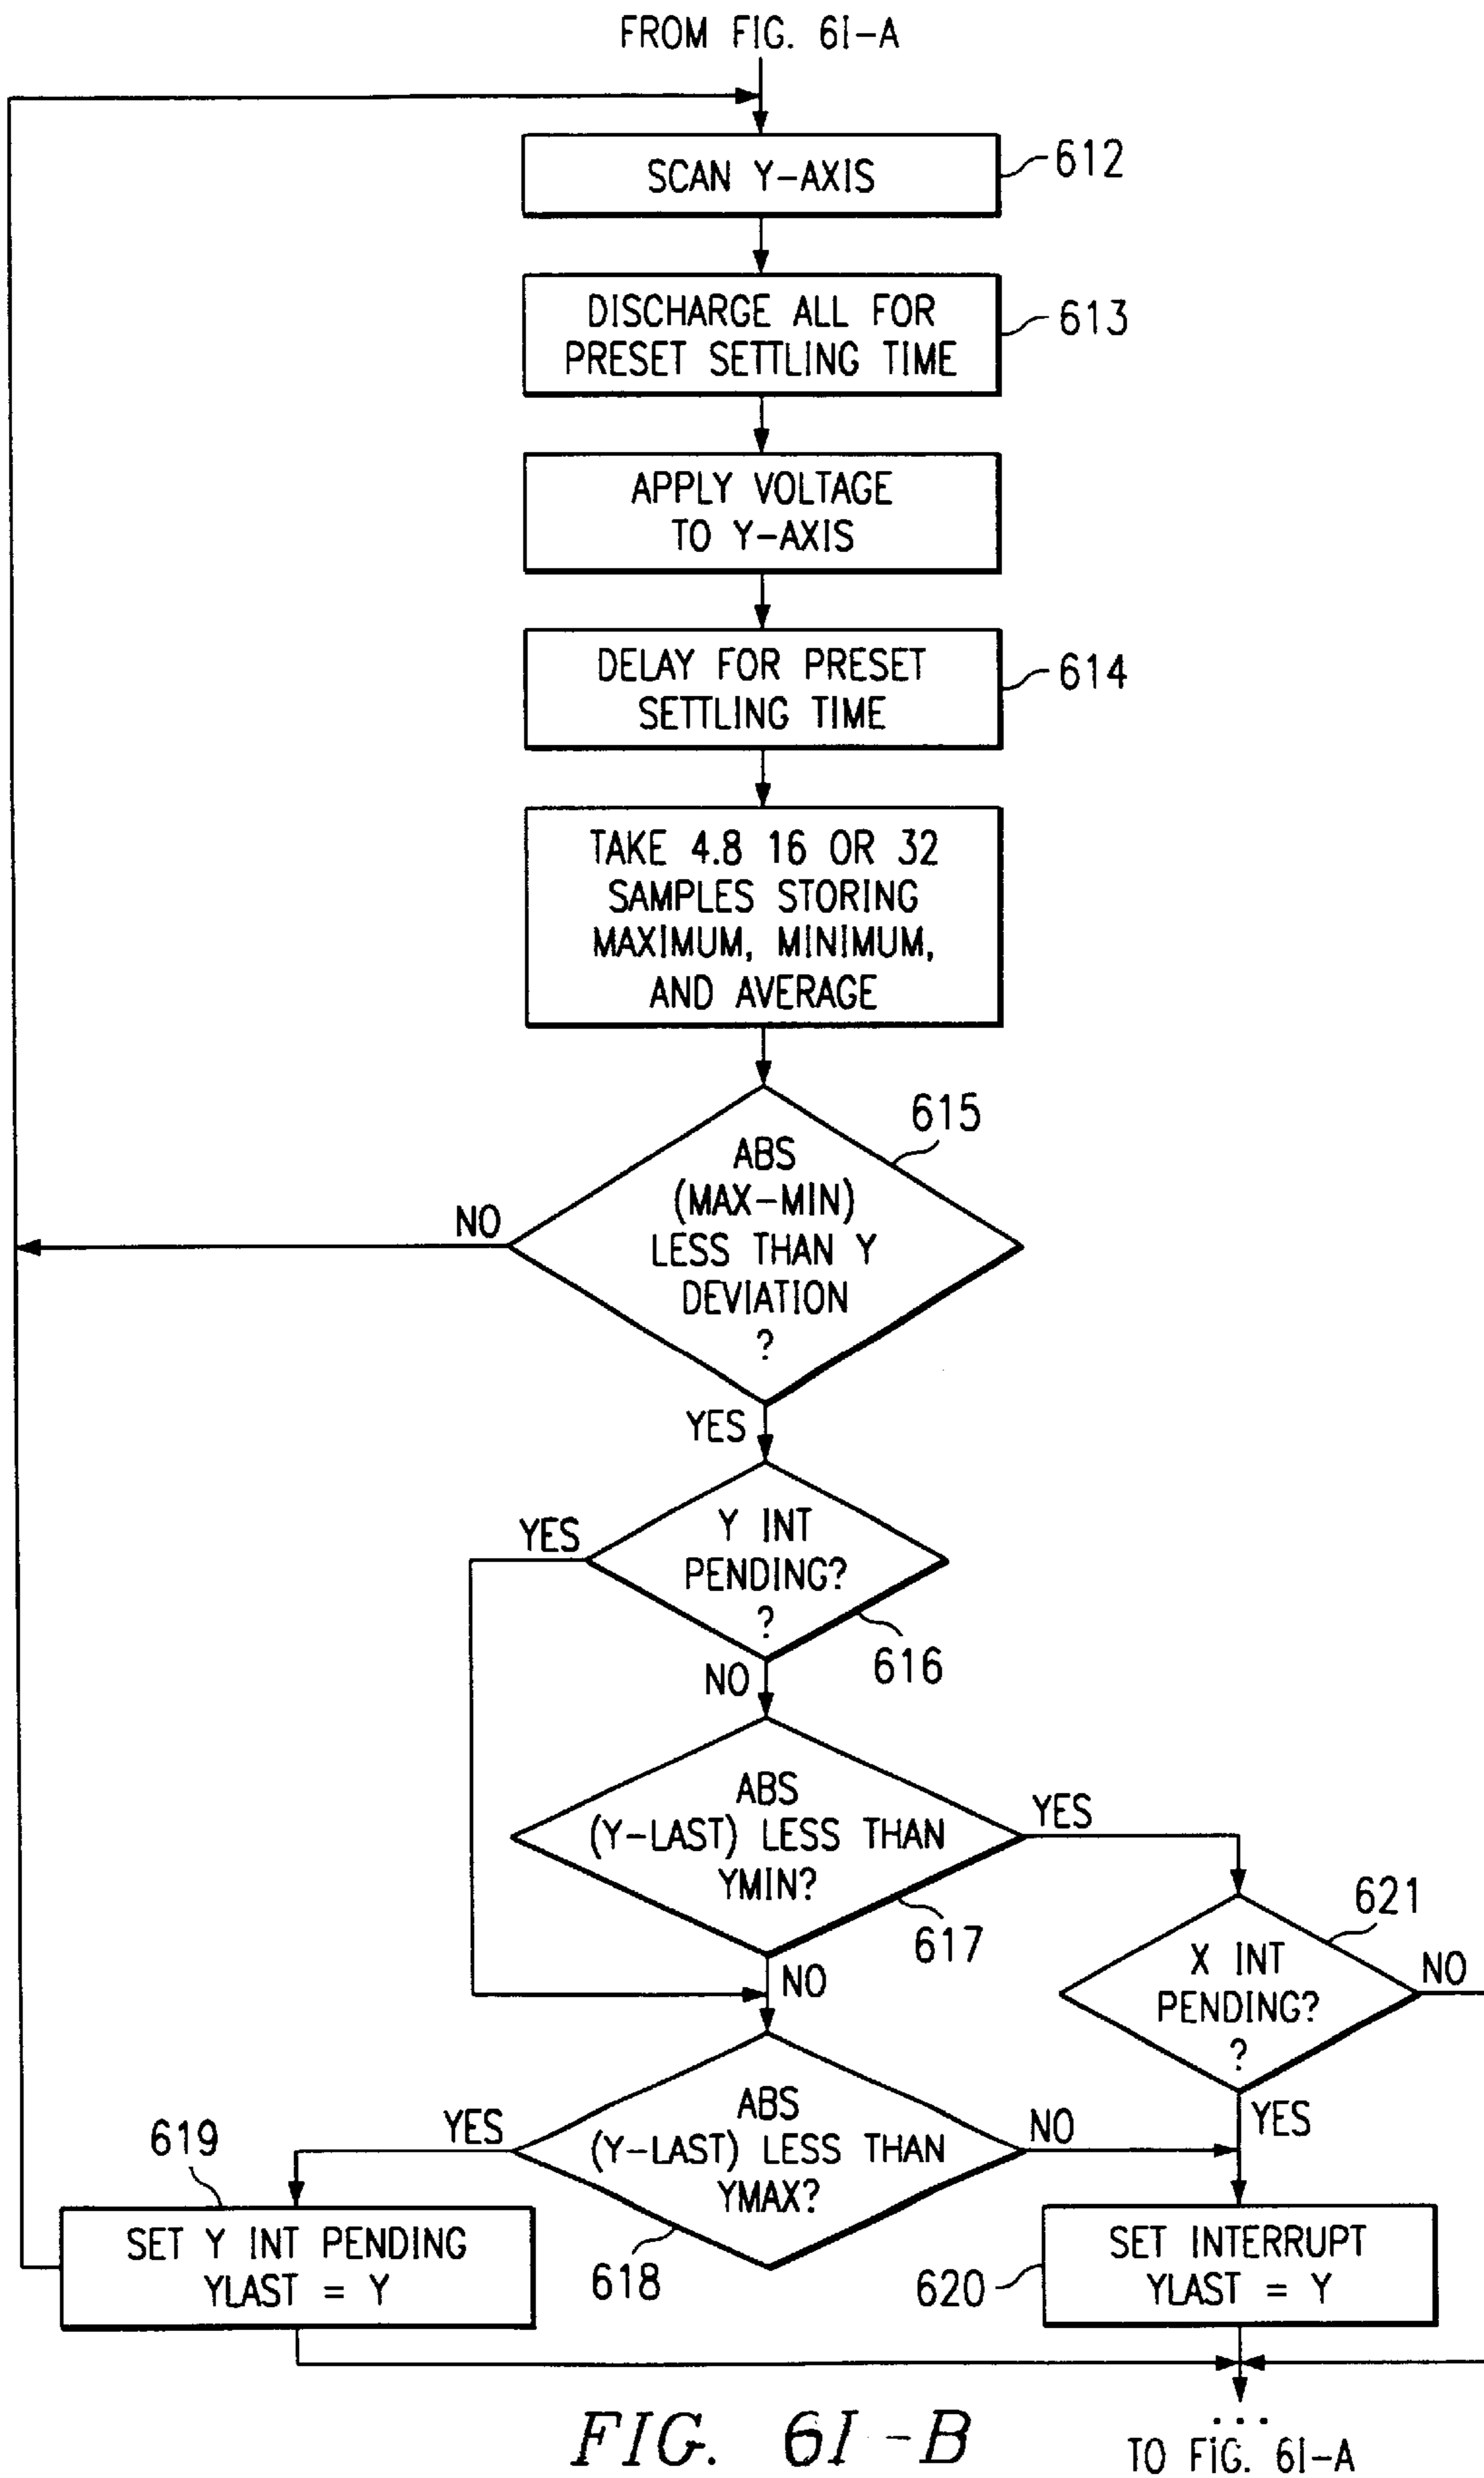 FROM FIG. 6I-A
SCAN Y-AXIS
612
DISCHARGE ALL FOR
PRESET SETTLING TIME
613
APPLY VOLTAGE
TO Y-AXIS
DELAY FOR PRESET
SETTLING TIME
614
TAKE 4.8 16 OR 32
SAMPLES STORING
MAXIMUM, MINIMUM,
AND AVERAGE
615
ABS
(MAX-MIN)
LESS THAN Y
DEVIATION
?
NO
YES
Y INT
PENDING?
?
YES
616
NO
ABS
(Y-LAST) LESS THAN
YMIN?
YES
617
NO
621
X INT
PENDING?
?
NO
YES
ABS
(Y-LAST) LESS THAN
YMAX?
YES
NO
618
619
SET Y INT PENDING
YLAST = Y
620
SET INTERRUPT
YLAST = Y
...
TO FIG. 6I-A
FIG. 6I-B